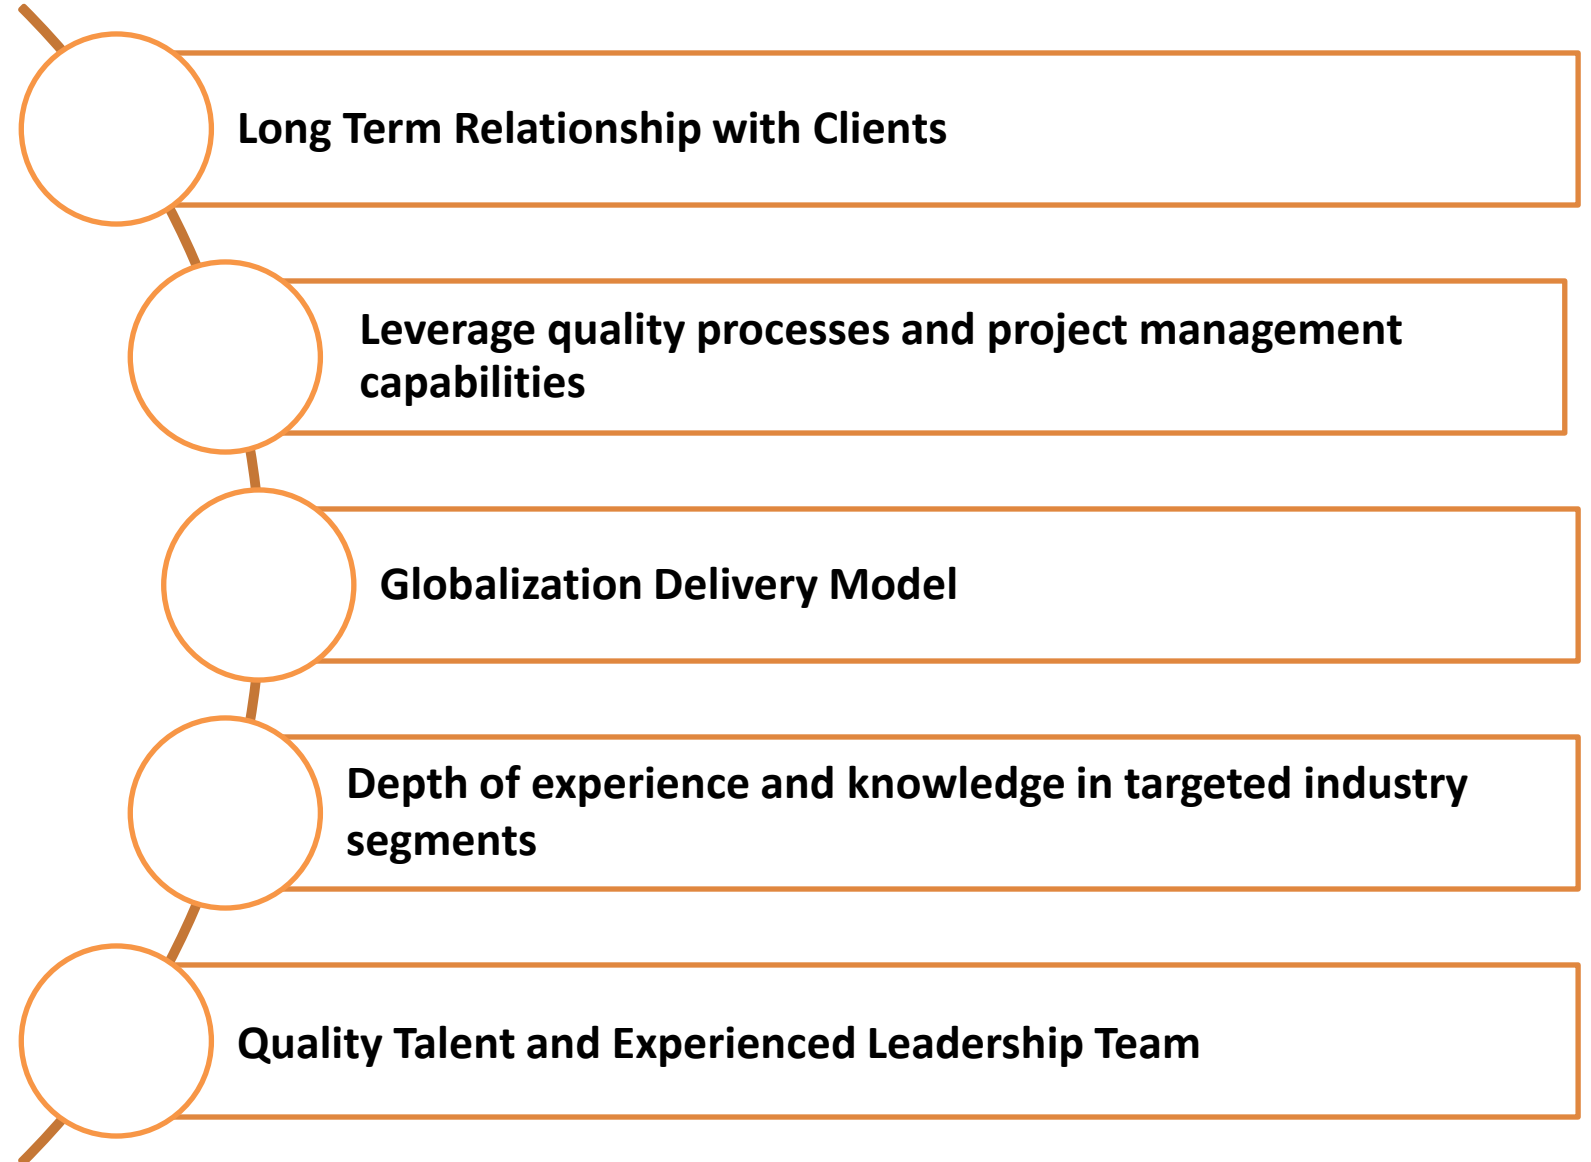 Long Term Relationship with Clients
Leverage quality processes and project management
capabilities
Globalization Delivery Model
Depth of experience and knowledge in targeted industry
segments
Quality Talent and Experienced Leadership Team